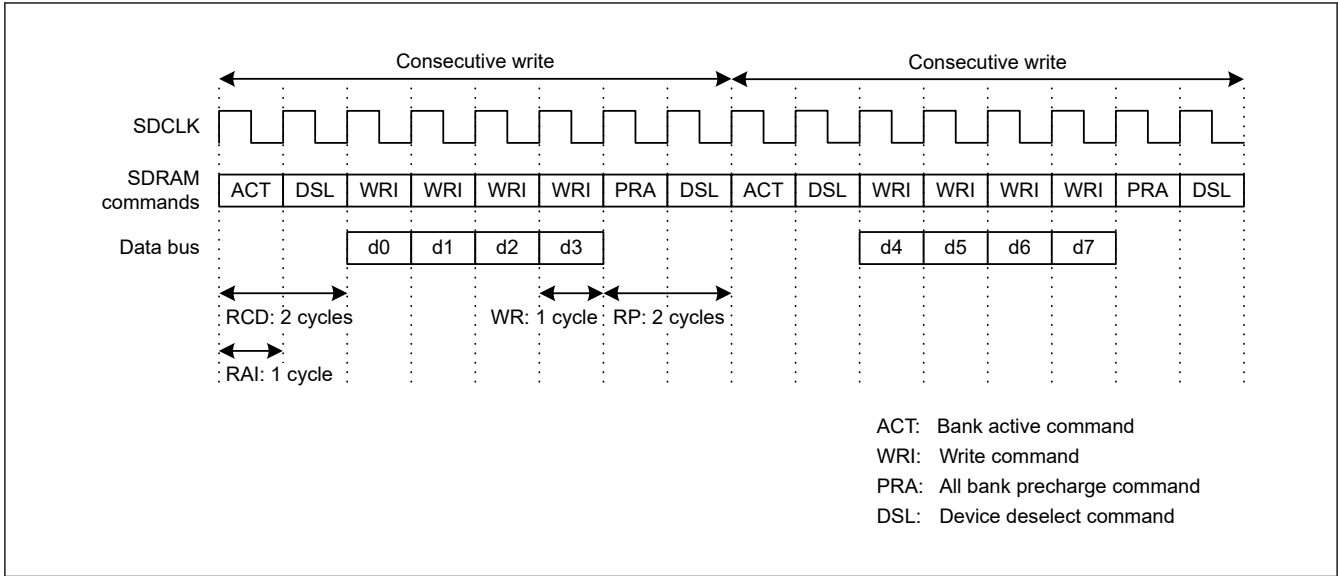 Consecutive write Consecutive write
SDCLK
SDRAM commands ACT DSL WRI WRI WRI WRI PRA DSL ACT DSL WRI WRI WRI WRI PRA DSL
Data bus d0 d1 d2 d3 d4 d5 d6 d7
RCD: 2 cycles WR: 1 cycle RP: 2 cycles
RAI: 1 cycle
ACT: Bank active command
WRI: Write command
PRA: All bank precharge command
DSL: Device deselect command